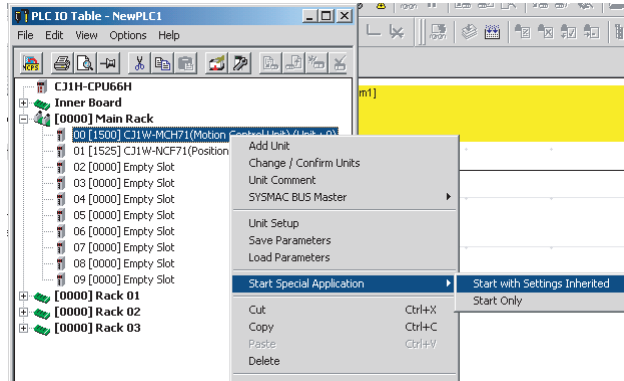 PLC IO Table - NewPLC1
File Edit View Options Help
CJ1H-CPU66H
Inner Board
[0000] Main Rack
00 [1500] CJ1W-MCH71(Motion Control Unit) (Unit : 0)
01 [1525] CJ1W-NCF71(Position
02 [0000] Empty Slot
03 [0000] Empty Slot
04 [0000] Empty Slot
05 [0000] Empty Slot
06 [0000] Empty Slot
07 [0000] Empty Slot
08 [0000] Empty Slot
09 [0000] Empty Slot
[0000] Rack 01
[0000] Rack 02
[0000] Rack 03
m1]
Add Unit
Change / Confirm Units
Unit Comment
SYSMAC BUS Master
Unit Setup
Save Parameters
Load Parameters
Start Special Application
Cut Ctrl+X
Copy Ctrl+C
Paste Ctrl+V
Delete
Start with Settings Inherited
Start Only